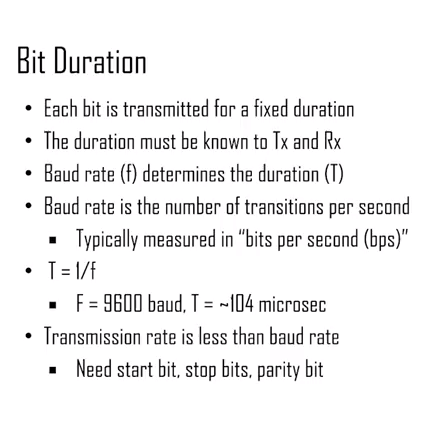 Bit Duration
• Each bit is transmitted for a fixed duration
• The duration must be known to Tx and Rx
• Baud rate (f) determines the duration (T)
• Baud rate is the number of transitions per second
▪ Typically measured in “bits per second (bps)”
• T = 1/f
▪ F = 9600 baud, T = ~104 microsec
• Transmission rate is less than baud rate
▪ Need start bit, stop bits, parity bit